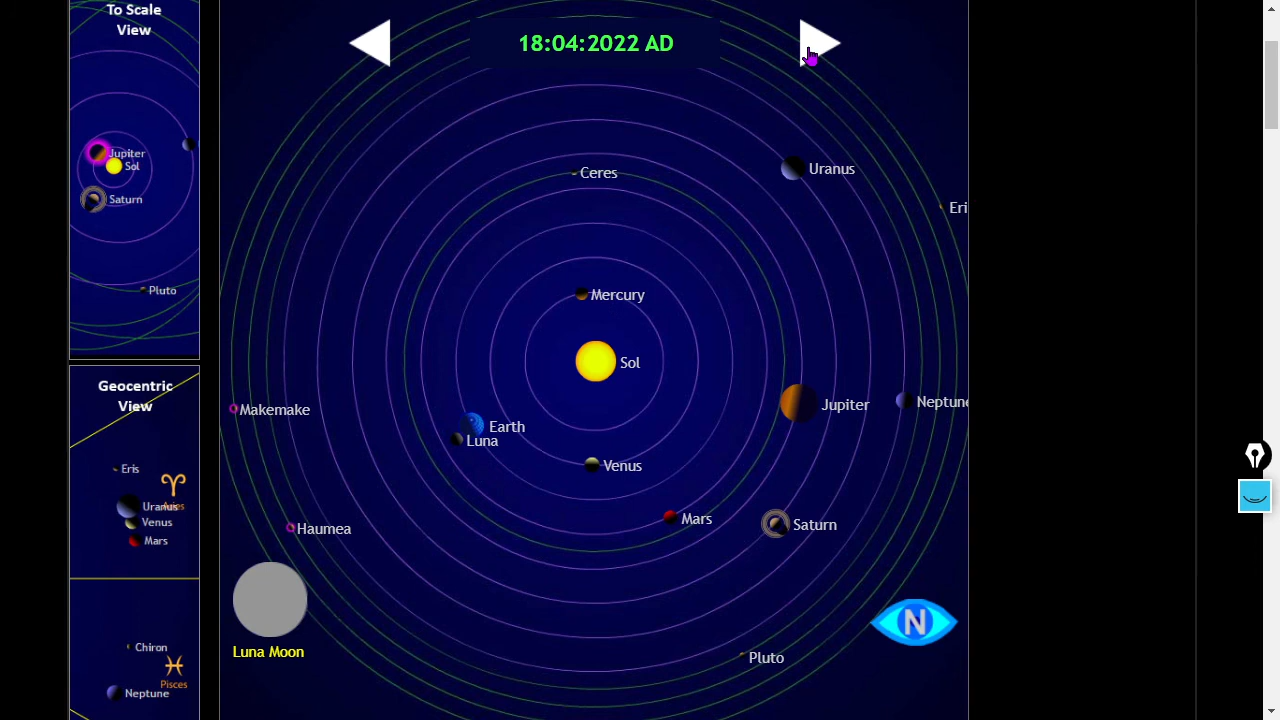 To Scale
View
Jupiter
Sol
Saturn
Pluto
Geocentric
View
Eris
Aries
Uranus
Venus
Mars
Chiron
Pisces
Neptune
18:04:2022 AD
Ceres
Uranus
Eri
Mercury
Sol
Makemake
Jupiter
Neptune
Earth
Luna
Venus
Mars
Saturn
Haumea
Luna Moon
N
Pluto